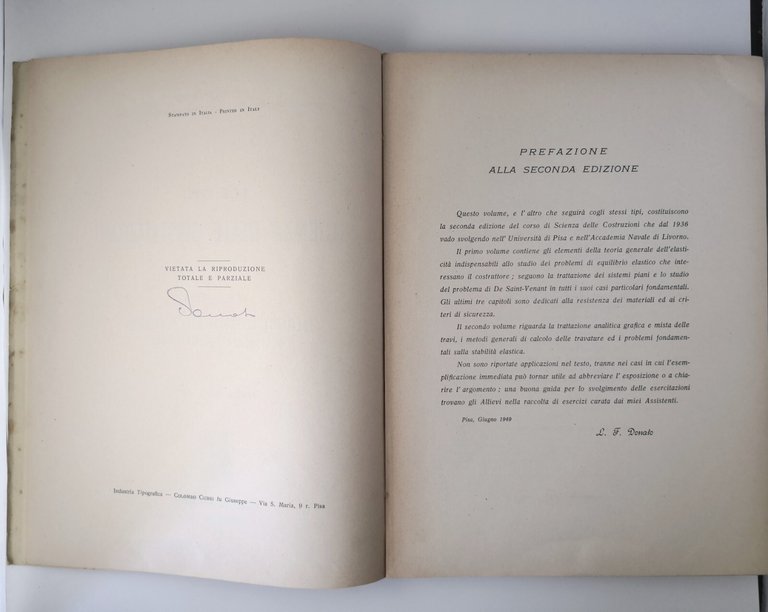 STAMPATO IN ITALIA - PRINTED IN ITALY
VIETATA LA RIPRODUZIONE
TOTALE E PARZIALE
Donato
Industria Tipografica — COLOMBO CURSI fu Giuseppe — Via S. Maria, 9 r. Pisa
PREFAZIONE
ALLA SECONDA EDIZIONE
Questo volume, e l'altro che seguirà cogli stessi tipi, costituiscono
la seconda edizione del corso di Scienza delle Costruzioni che dal 1936
vado svolgendo nell' Università di Pisa e nell'Accademia Navale di Livorno.
Il primo volume contiene gli elementi della teoria generale dell'elasti-
cità indispensabili allo studio dei problemi di equilibrio elastico che inte-
ressano il costruttore ; seguono la trattazione dei sistemi piani e lo studio
del problema di De Saint-Venant in tutti i suoi casi particolari fondamentali.
Gli altimi tre capitoli sono dedicati alla resistenza dei materiali ed ai cri-
teri di sicurezza.
Il secondo volume riguarda la trattazione analitica grafica e mista delle
travi, i metodi generali di calcolo delle travature ed i problemi fondamen-
tali sulla stabilità elastica.
Non sono riportate applicazioni nel testo, tranne nei casi in cui l'esem-
plificazione immediata può tornar utile ad abbreviare l' esposizione o a chia-
rire l'argomento ; una buona guida per lo svolgimento delle esercitazioni
trovano gli Allievi nella raccolta di esercizi curata dai miei Assistenti.
Pisa, Giugno 1949
L. F. Donato